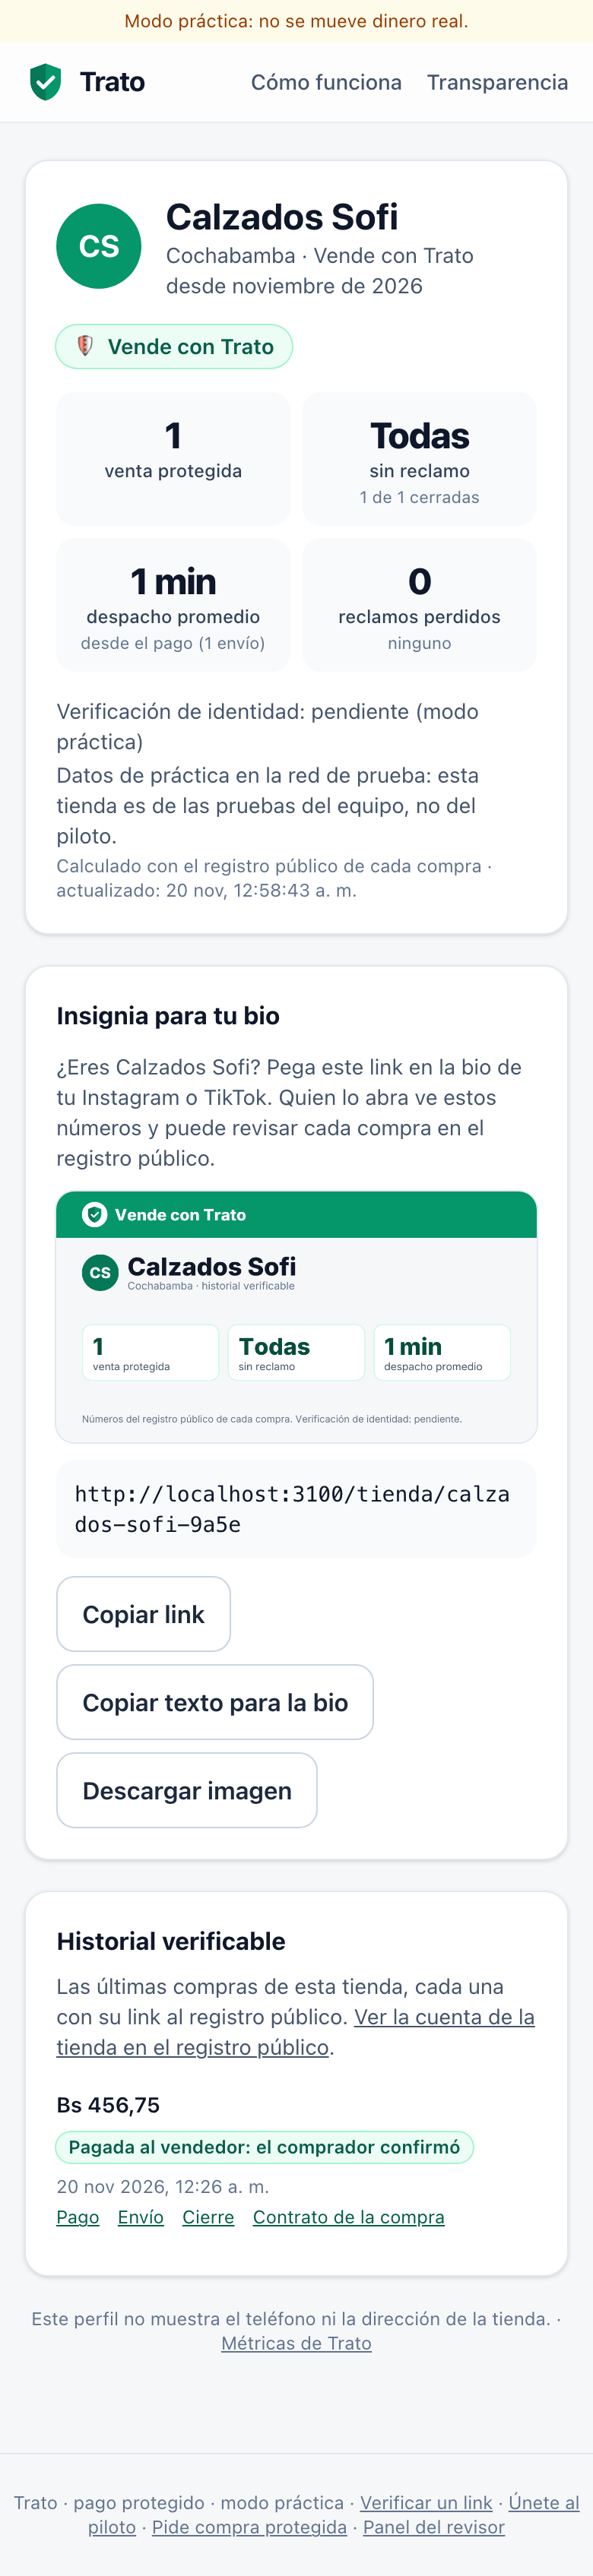 Modo práctica: no se mueve dinero real.
Trato
Cómo funciona
Transparencia
CS
Calzados Sofi
Cochabamba · Vende con Trato
desde noviembre de 2026
Vende con Trato
1
venta protegida
Todas
sin reclamo
1 de 1 cerradas
1 min
despacho promedio
desde el pago (1 envío)
0
reclamos perdidos
ninguno
Verificación de identidad: pendiente (modo
práctica)
Datos de práctica en la red de prueba: esta
tienda es de las pruebas del equipo, no del
piloto.
Calculado con el registro público de cada compra ·
actualizado: 20 nov, 12:58:43 a. m.
Insignia para tu bio
¿Eres Calzados Sofi? Pega este link en la bio de
tu Instagram o TikTok. Quien lo abra ve estos
números y puede revisar cada compra en el
registro público.
Vende con Trato
CS
Calzados Sofi
Cochabamba · historial verificable
1
venta protegida
Todas
sin reclamo
1 min
despacho promedio
Números del registro público de cada compra. Verificación de identidad: pendiente.
http://localhost:3100/tienda/calza
dos-sofi-9a5e
Copiar link
Copiar texto para la bio
Descargar imagen
Historial verificable
Las últimas compras de esta tienda, cada una
con su link al registro público. Ver la cuenta de la
tienda en el registro público.
Bs 456,75
Pagada al vendedor: el comprador confirmó
20 nov 2026, 12:26 a. m.
Pago Envío Cierre Contrato de la compra
Este perfil no muestra el teléfono ni la dirección de la tienda. ·
Métricas de Trato
Trato · pago protegido · modo práctica · Verificar un link · Únete al
piloto · Pide compra protegida · Panel del revisor